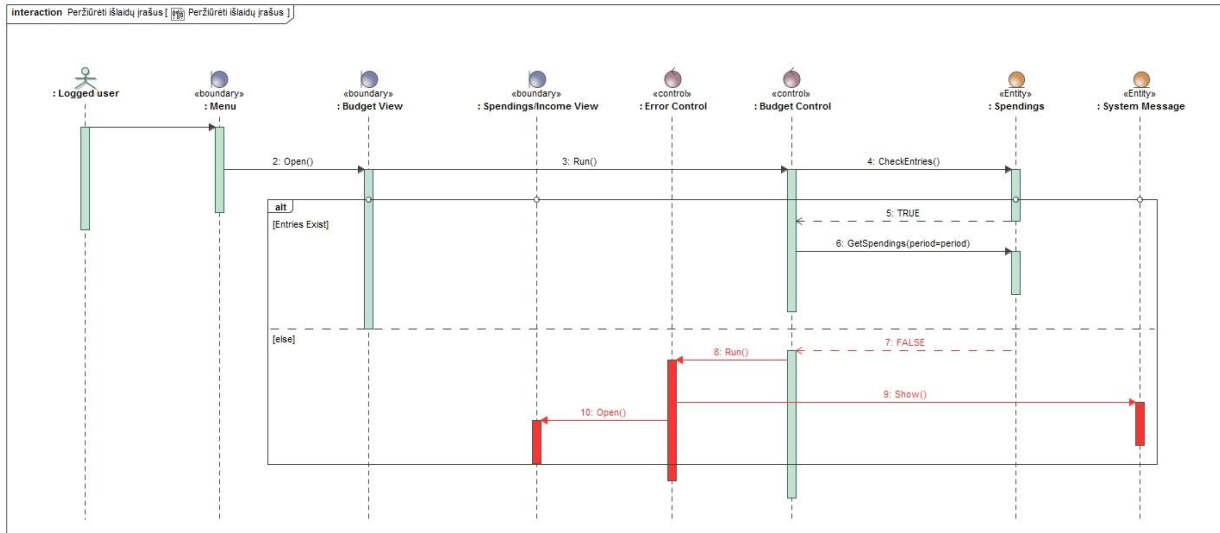 interaction Peržiūrėti išlaidų įrašus [ Peržiūrėti išlaidų įrašus ]
: Logged user
«boundary»
: Menu
«boundary»
: Budget View
«boundary»
: Spendings/Income View
«control»
: Error Control
«control»
: Budget Control
«Entity»
: Spendings
«Entity»
: System Message
2: Open()
3: Run()
4: CheckEntries()
alt
[Entries Exist]
5: TRUE
6: GetSpendings(period=period)
[else]
7: FALSE
8: Run()
9: Show()
10: Open()